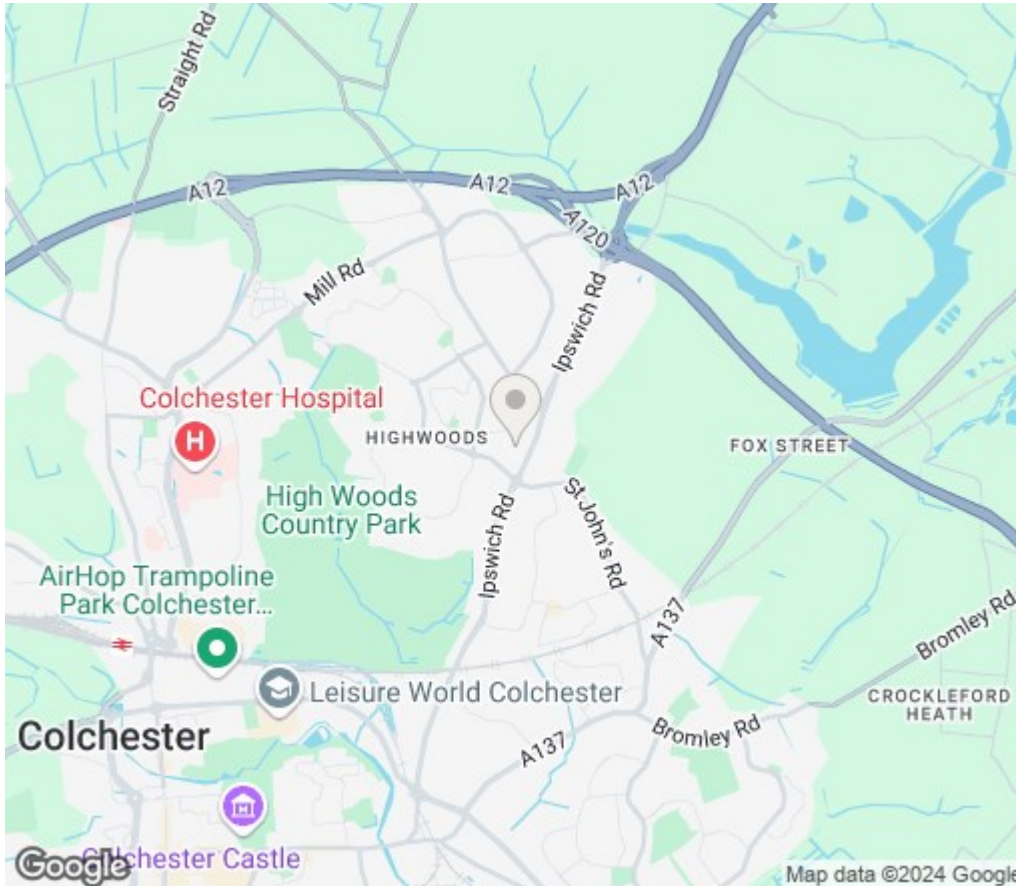 Straight Rd
A12
A12
A12
A120
Mill Rd
Ipswich Rd
Colchester Hospital
H
HIGHWOODS
FOX STREET
High Woods
Country Park
Ipswich Rd
St John's Rd
AirHop Trampoline
Park Colchester...
A137
Bromley Rd
Leisure World Colchester
CROCKLEFORD
HEATH
Colchester
A137
Bromley Rd
Colchester Castle
Google
Map data ©2024 Google